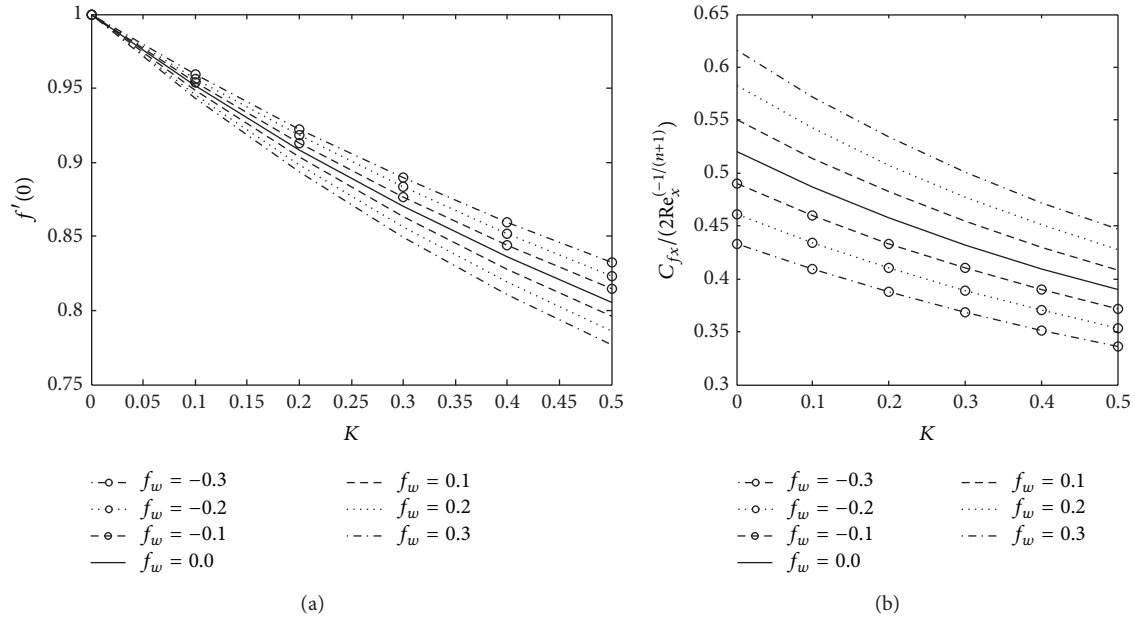 1
0.95
0.9
0.85
0.8
0.75
f′(0)
0 0.05 0.1 0.15 0.2 0.25 0.3 0.35 0.4 0.45 0.5
K
f_w = −0.3
f_w = −0.2
f_w = −0.1
f_w = 0.0
f_w = 0.1
f_w = 0.2
f_w = 0.3
(a)
0.65
0.6
0.55
0.5
0.45
0.4
0.35
0.3
C_{fx}/(2Re_x^{(−1/(n+1)})
0 0.1 0.2 0.3 0.4 0.5
K
f_w = −0.3
f_w = −0.2
f_w = −0.1
f_w = 0.0
f_w = 0.1
f_w = 0.2
f_w = 0.3
(b)